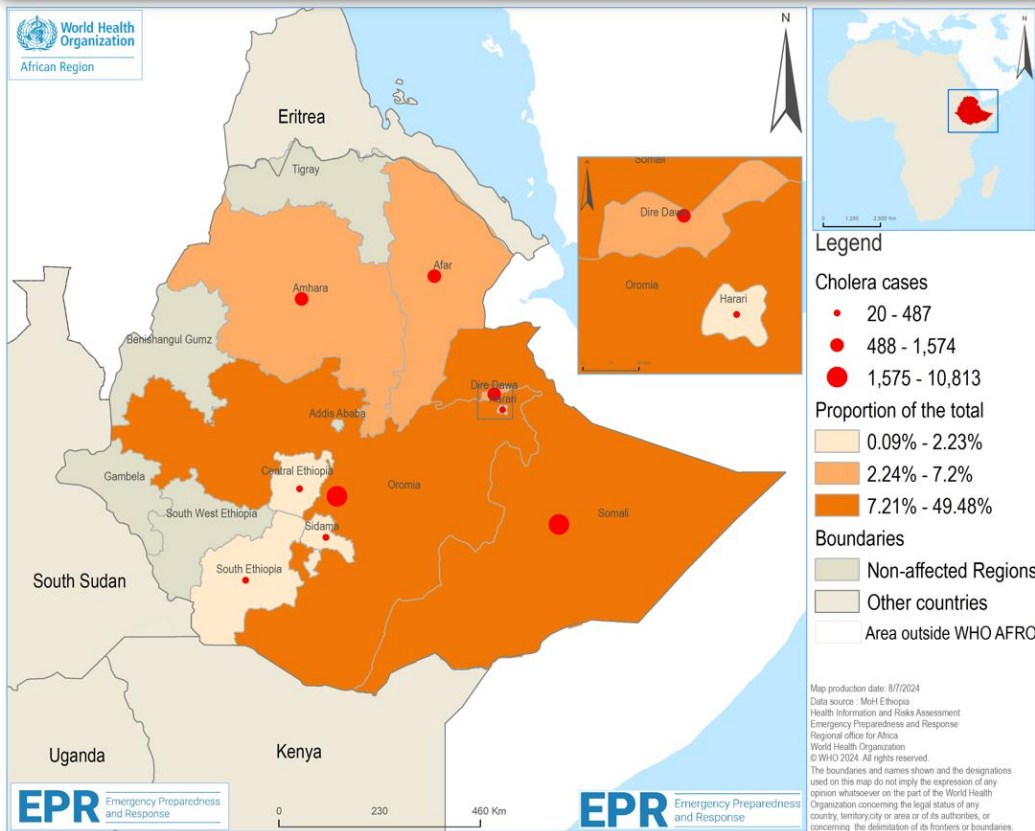 World Health
Organization
African Region
N
Eritrea
Tigray
Afar
Amhara
Benishangul Gumz
Dire Dawa
Harari
Addis Ababa
Gambela
Central Ethiopia
Oromia
South West Ethiopia
Somali
Sidama
South Ethiopia
South Sudan
Uganda
Kenya
EPR Emergency Preparedness
and Response
0 230 460 Km
EPR Emergency Preparedness
and Response
Somali
Dire Dawa
Oromia
Harari
N
Legend
Cholera cases
20 - 487
488 - 1,574
1,575 - 10,813
Proportion of the total
0.09% - 2.23%
2.24% - 7.2%
7.21% - 49.48%
Boundaries
Non-affected Regions
Other countries
Area outside WHO AFRO
Map production date: 8/7/2024
Data source : MoH Ethiopia
Health Information and Risks Assessment
Emergency Preparedness and Response
Regional office for Africa
World Health Organization
© WHO 2024. All rights reserved.
The boundaries and names shown and the designations
used on this map do not imply the expression of any
opinion whatsoever on the part of the World Health
Organization concerning the legal status of any
country, territory,city or area or of its authorities, or
concerning the delimitation of its frontiers or boundaries.